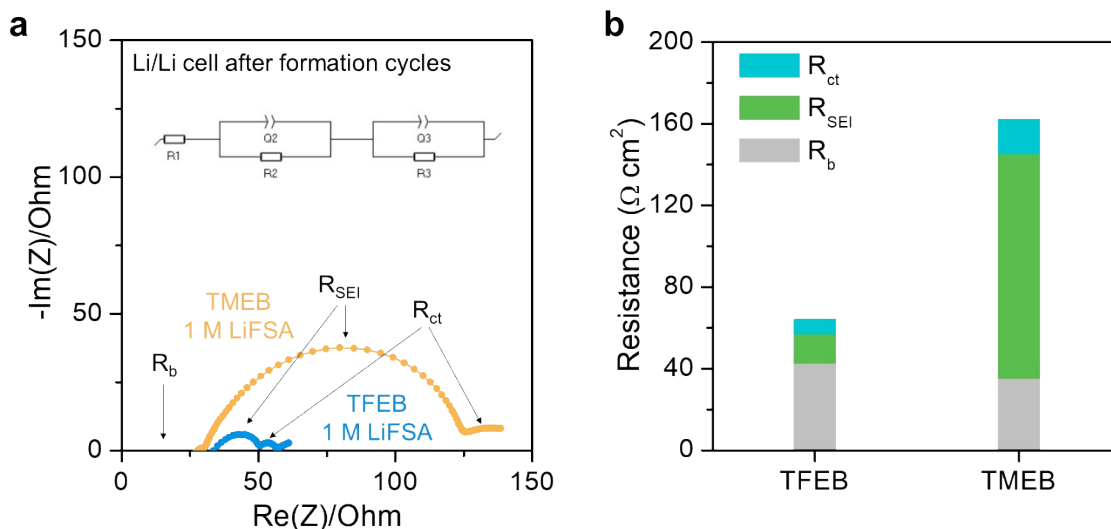 a
150
100
50
0
-Im(Z)/Ohm
Li/Li cell after formation cycles
R1
Q2
R2
Q3
R3
TMEB
1 M LiFSA
R_SEI
R_ct
R_b
TFEB
1 M LiFSA
0
50
100
150
Re(Z)/Ohm
b
200
160
120
80
40
0
Resistance (Ω cm²)
R_ct
R_SEI
R_b
TFEB
TMEB